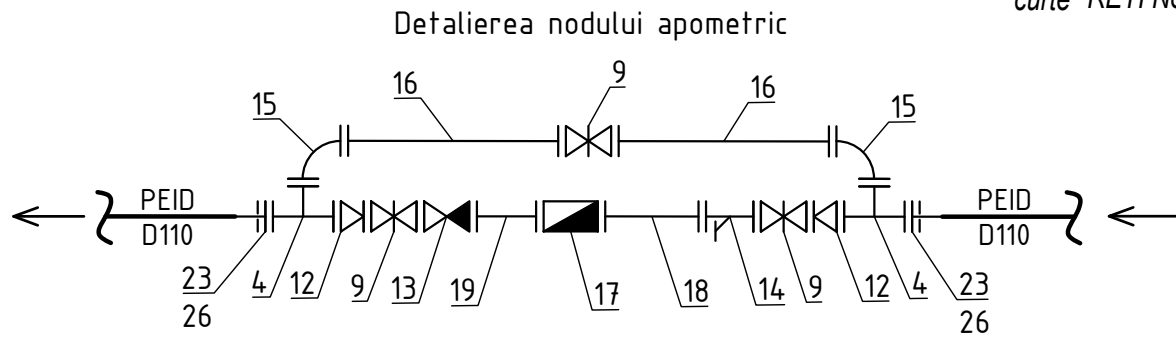 curte
Detalierea nodului apometric
15 16 9 16 15
PEID PEID
D110 D110
23 4 12 9 13 19 17 18 14 9 12 4 23
26 26